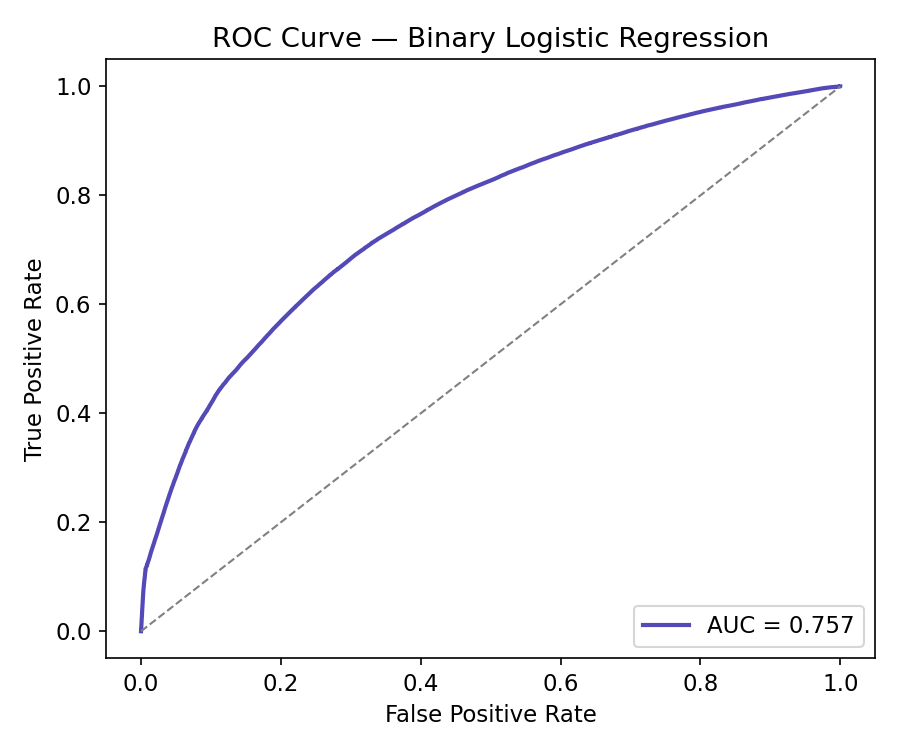 ROC Curve — Binary Logistic Regression
True Positive Rate
1.0
0.8
0.6
0.4
0.2
0.0
AUC = 0.757
0.0 0.2 0.4 0.6 0.8 1.0
False Positive Rate